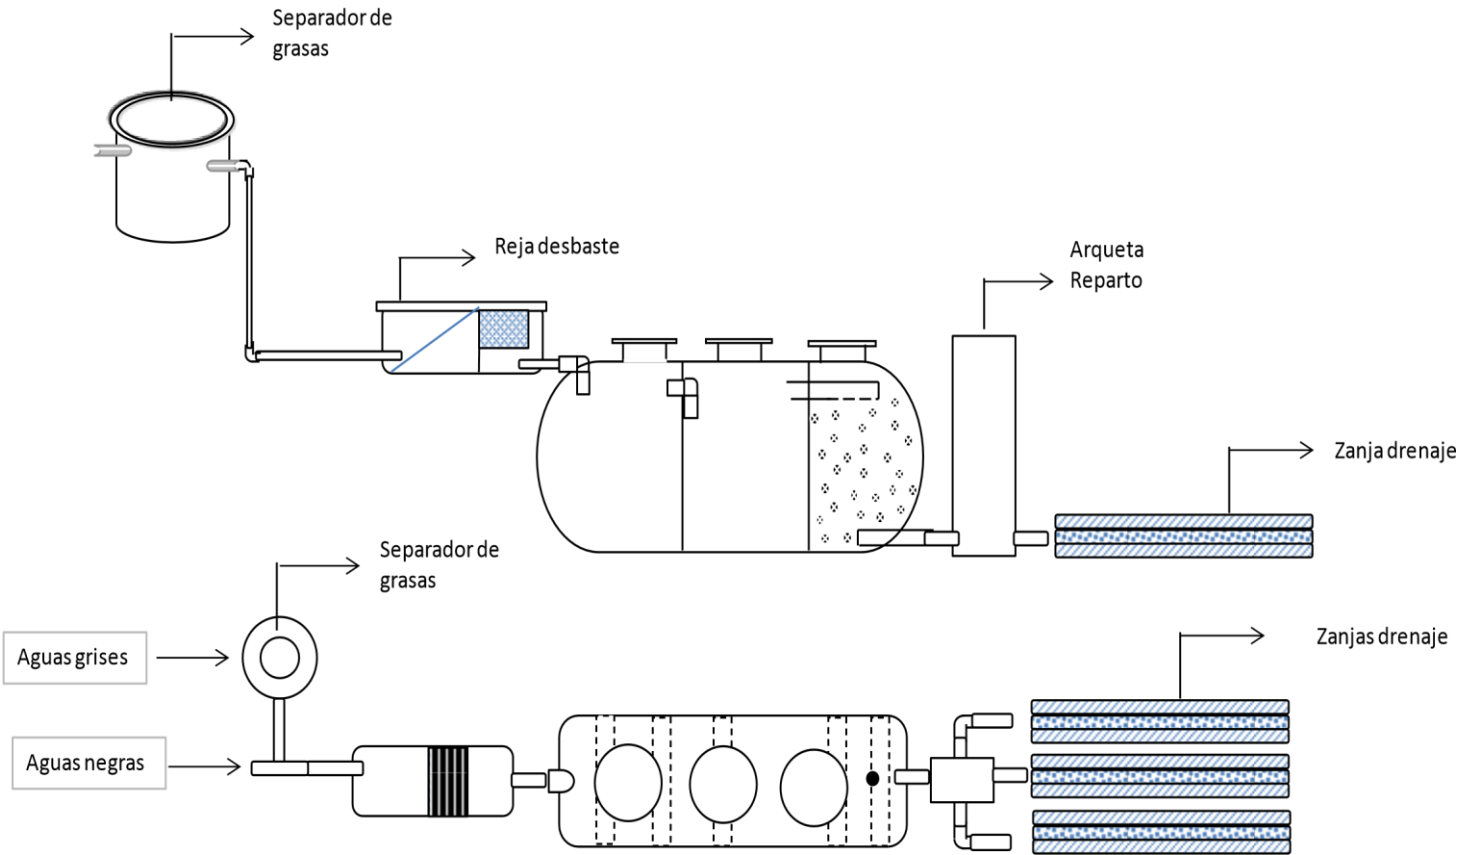 Separador de
grasas
Reja desbaste
Arqueta
Reparto
Zanja drenaje
Separador de
grasas
Aguas grises
Zanjas drenaje
Aguas negras